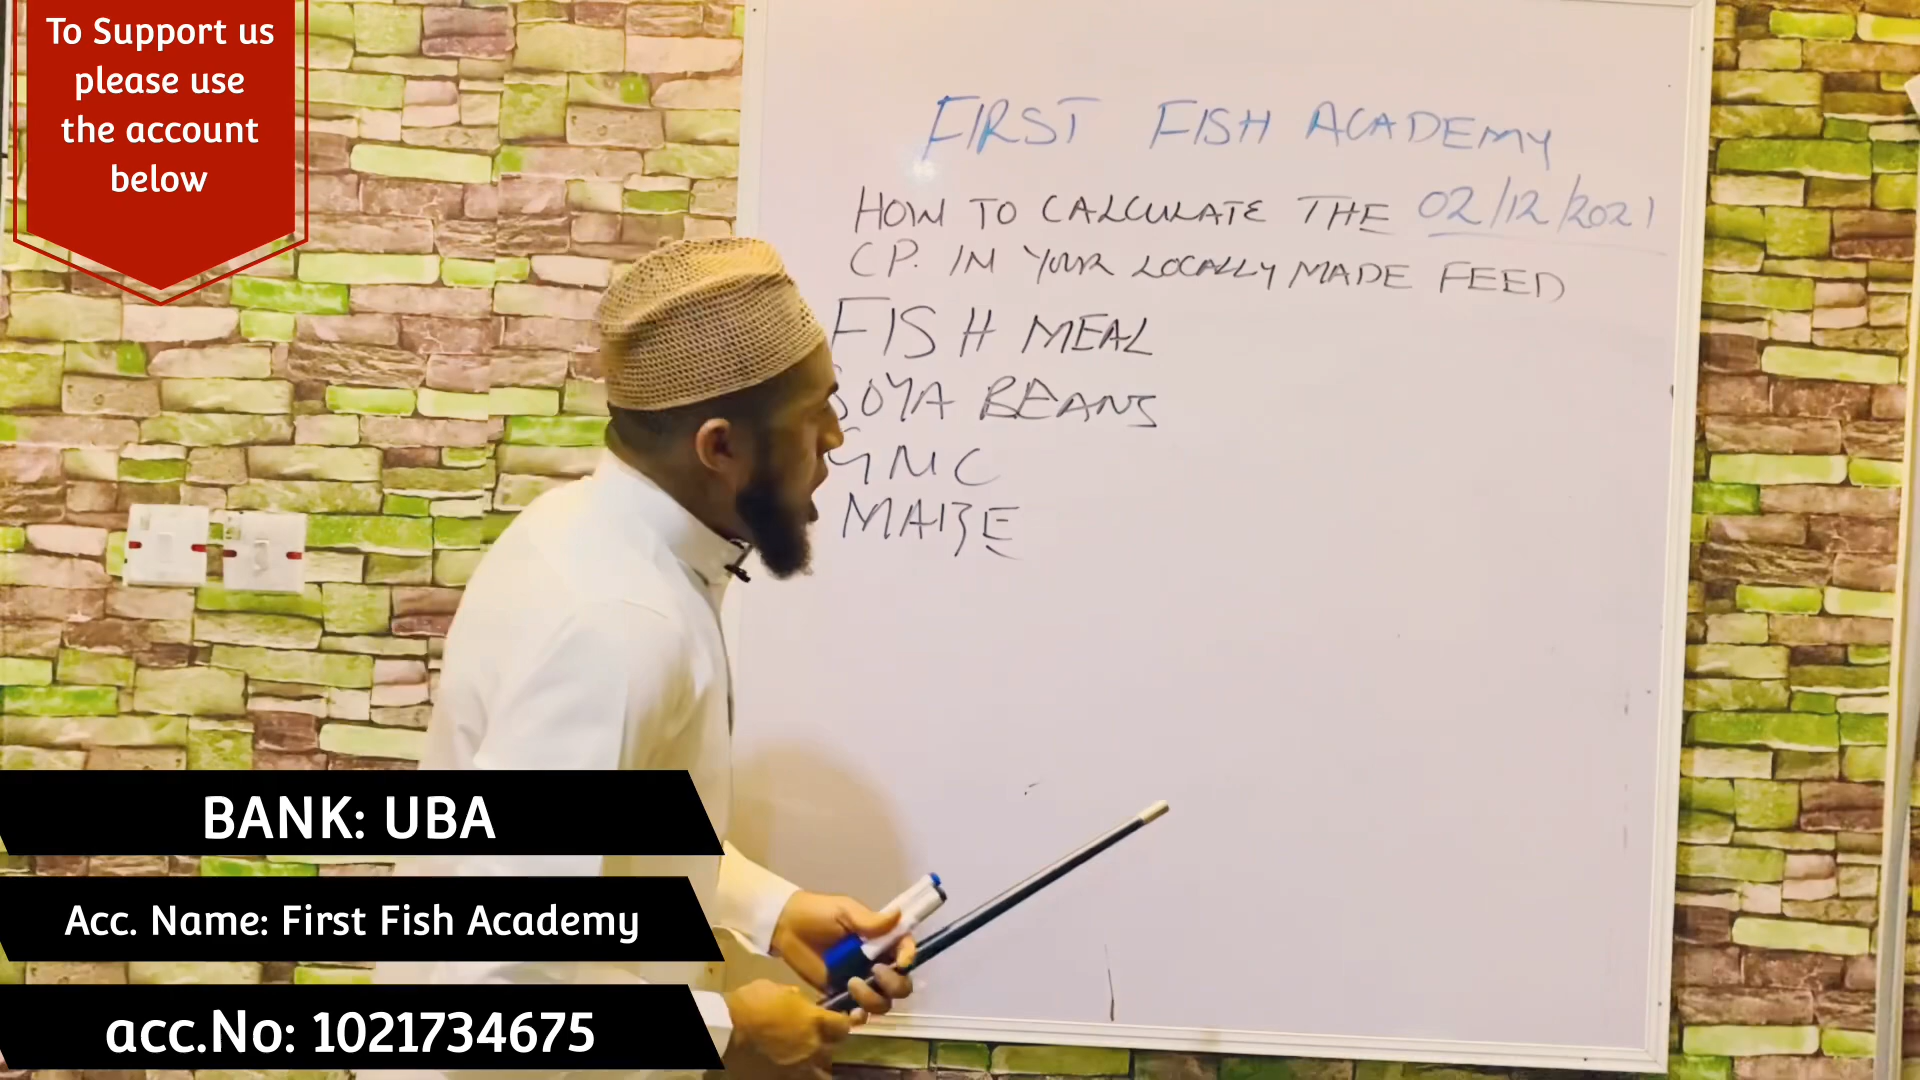 To Support us
please use
the account
below
FIRST FISH ACADEMY
HOW TO CALCULATE THE 02/12/2021
CP. IN YOUR LOCALLY MADE FEED
FISH MEAL
SOYA BEANS
GNC
MAIZE
BANK: UBA
Acc. Name: First Fish Academy
acc.No: 1021734675